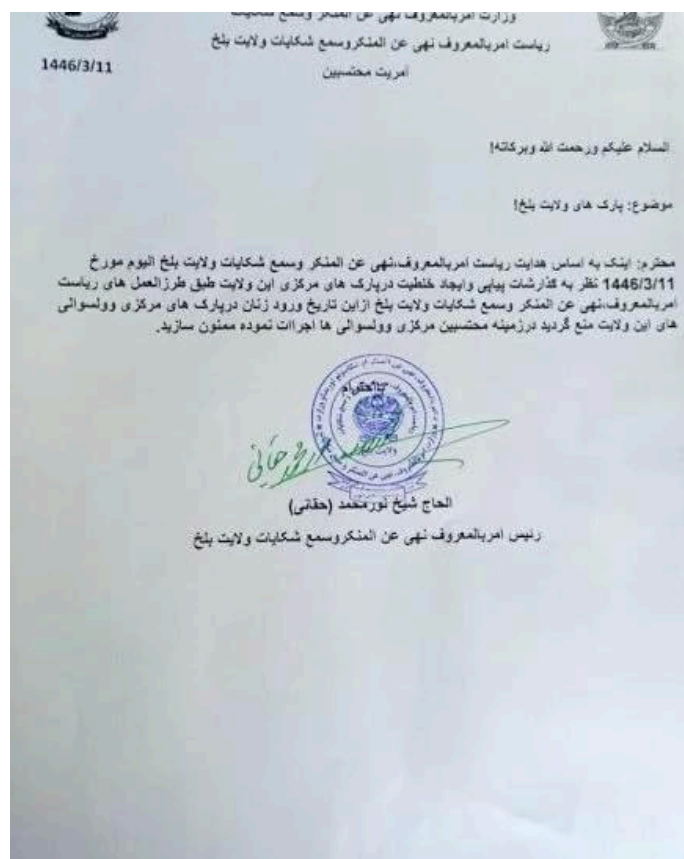 وزارت امربالمعروف نهی عن المنکر وسمع شکایات
ریاست امربالمعروف نهی عن المنکروسمع شکایات ولایت بلخ
1446/3/11
آمریت محتسبین
السلام علیکم ورحمت الله وبرکاته!
موضوع: پارک های ولایت بلخ!
محترم: اینک به اساس هدایت ریاست امربالمعروف،نهی عن المنکر وسمع شکایات ولایت بلخ الیوم مورخ
1446/3/11 نظر به گذارشات پیاپی وایجاد خلطیت درپارک های مرکزی این ولایت طبق طرزالعمل های ریاست
امربالمعروف،نهی عن المنکر وسمع شکایات ولایت بلخ ازاین تاریخ ورود زنان درپارک های مرکزی وولسوالی
های این ولایت منع گردید درزمینه محتسبین مرکزی وولسوالی ها اجراات نموده ممنون سازید.
بااحترام
الحاج شیخ نورمحمد (حقانی)
رئیس امربالمعروف نهی عن المنکروسمع شکایات ولایت بلخ